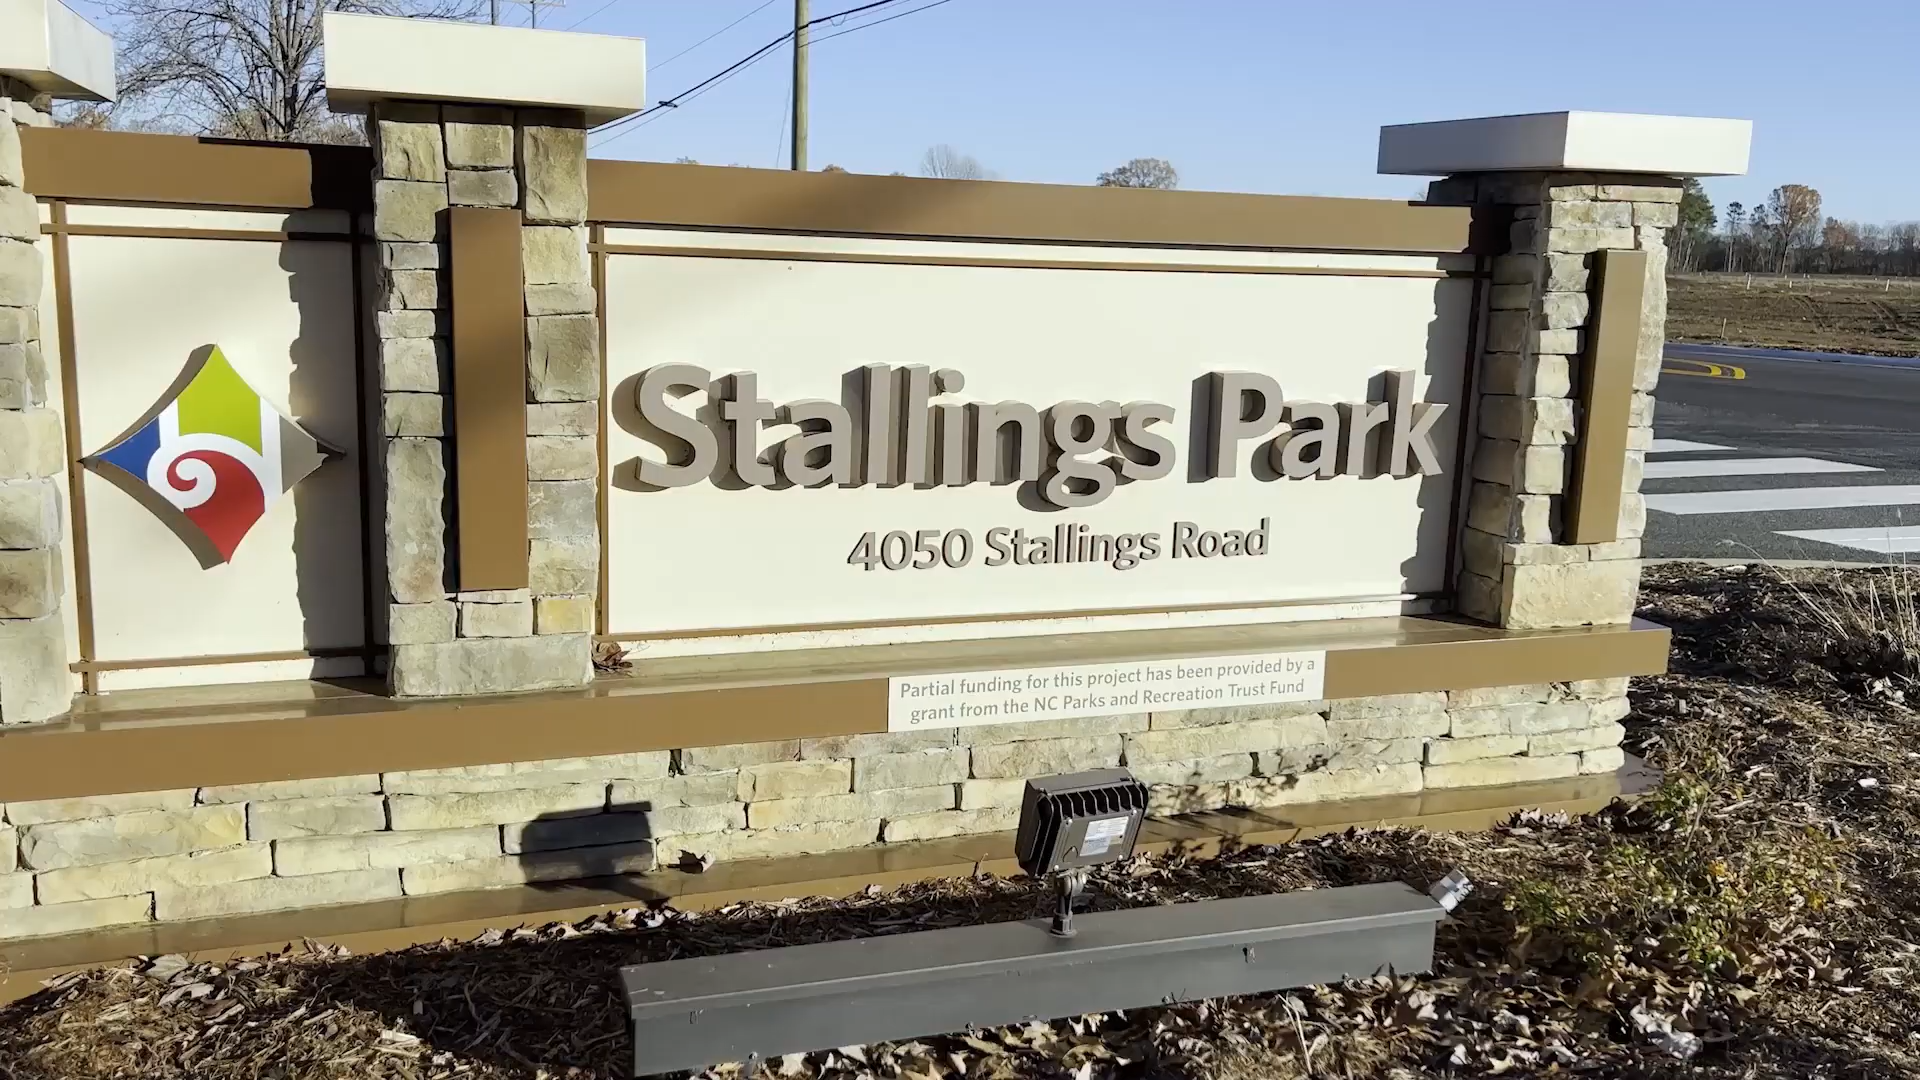 Stallings Park
4050 Stallings Road
Partial funding for this project has been provided by a
grant from the NC Parks and Recreation Trust Fund